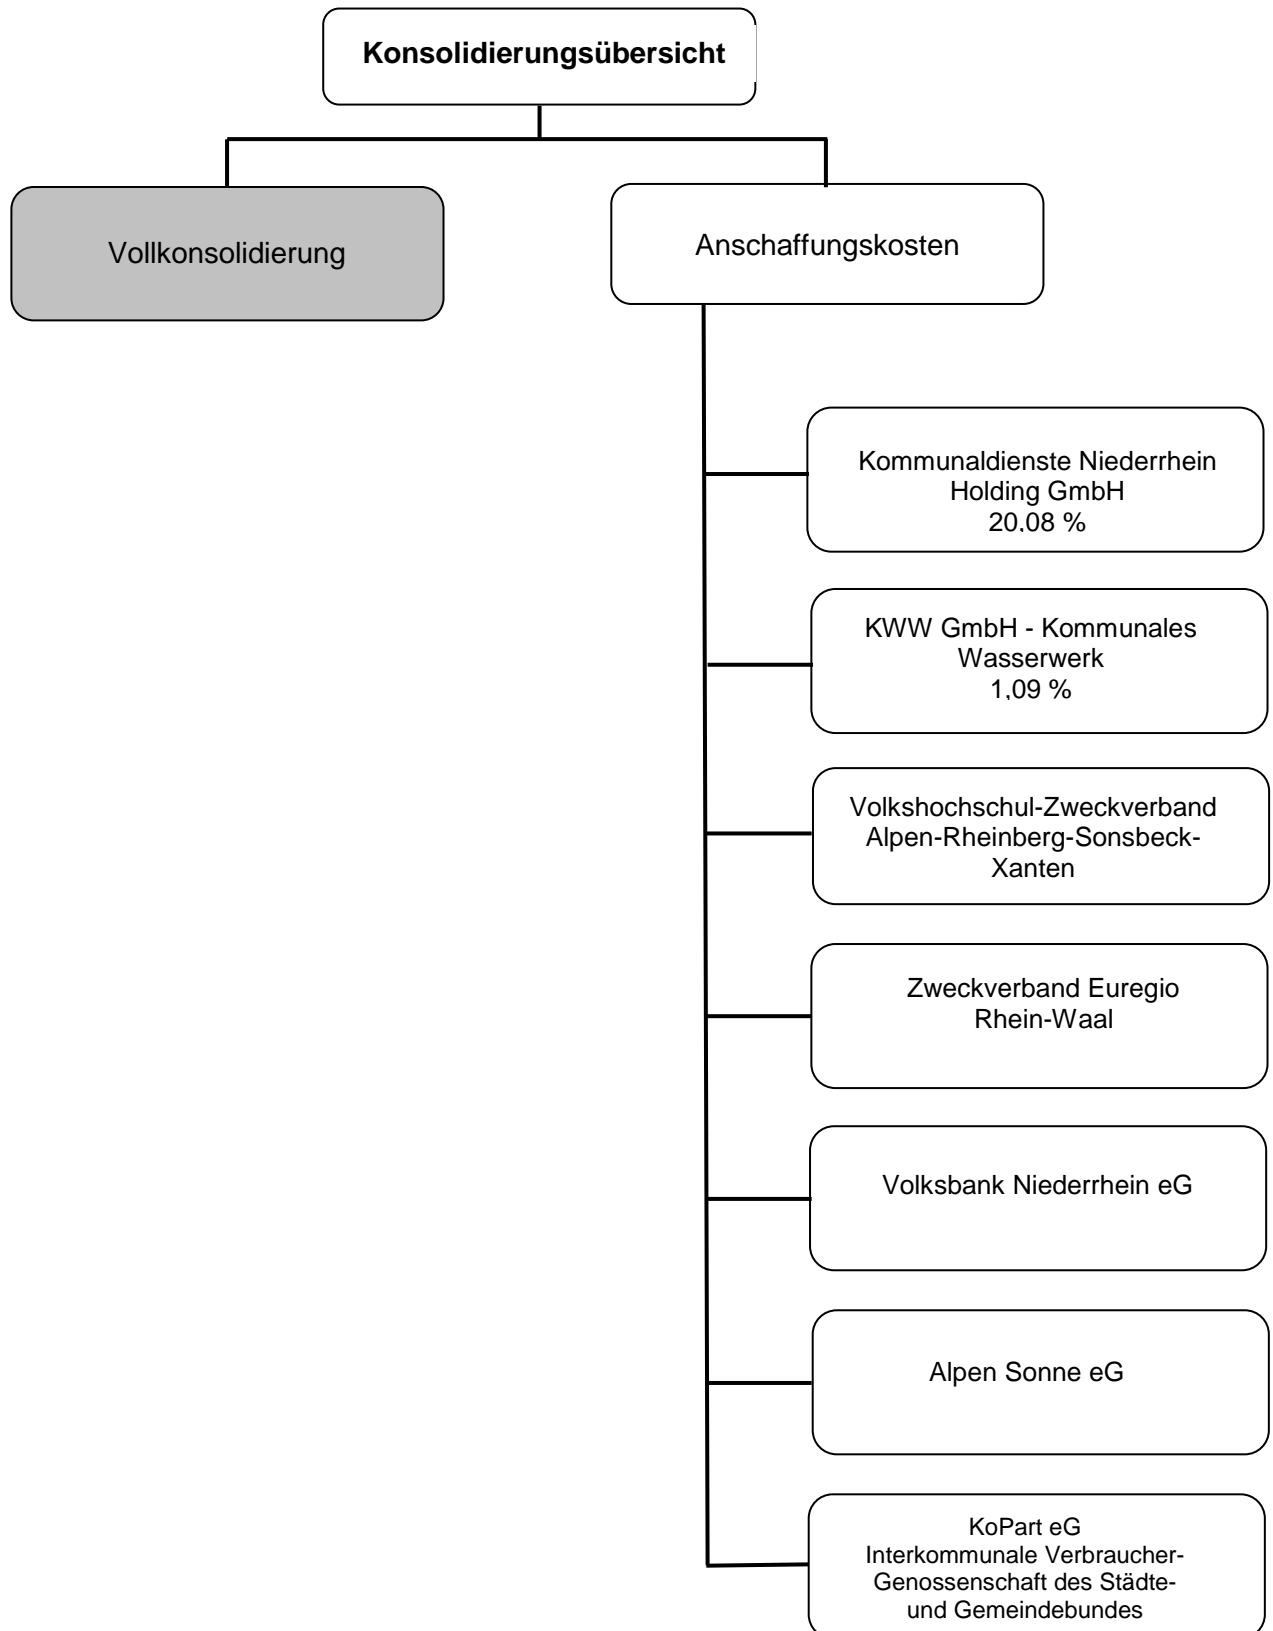 Konsolidierungsübersicht
Vollkonsolidierung
Anschaffungskosten
Kommunaldienste Niederrhein
Holding GmbH
20,08 %
KWW GmbH - Kommunales
Wasserwerk
1,09 %
Volkshochschul-Zweckverband
Alpen-Rheinberg-Sonsbeck-
Xanten
Zweckverband Euregio
Rhein-Waal
Volksbank Niederrhein eG
Alpen Sonne eG
KoPart eG
Interkommunale Verbraucher-
Genossenschaft des Städte-
und Gemeindebundes